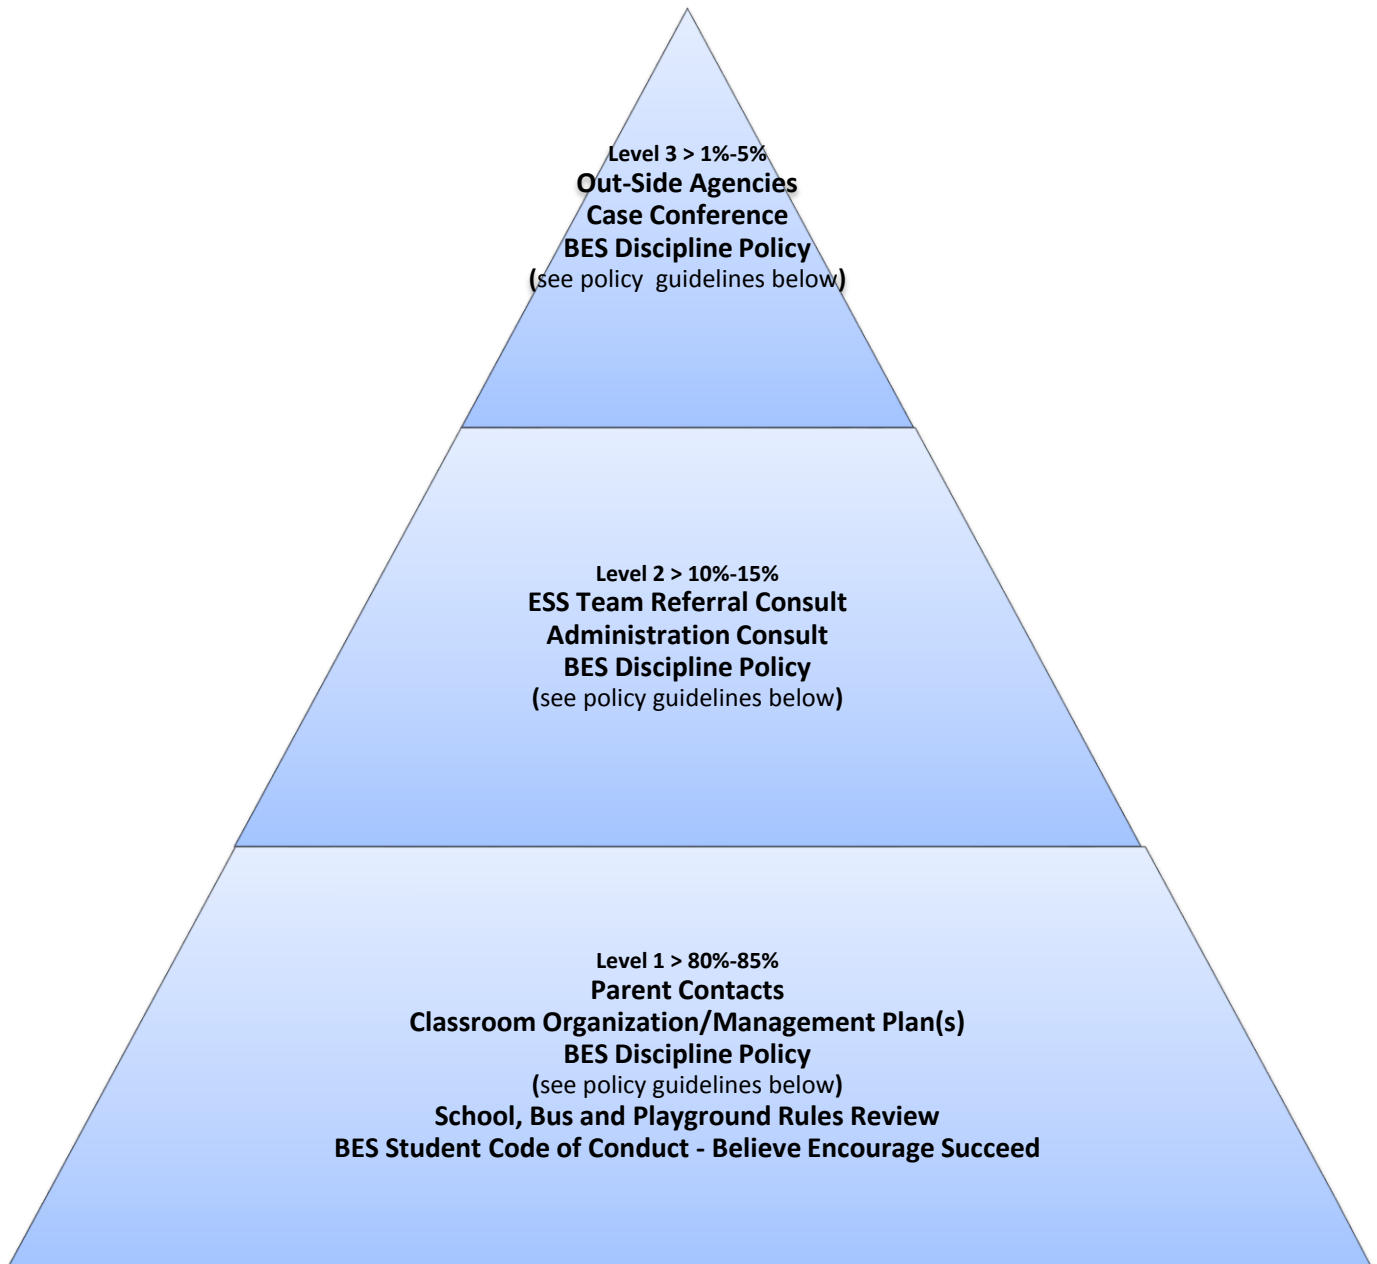 Level 3 > 1%-5%
Out-Side Agencies
Case Conference
BES Discipline Policy
(see policy  guidelines below)
Level 2 > 10%-15%
ESS Team Referral Consult
Administration Consult
BES Discipline Policy
(see policy guidelines below)
Level 1 > 80%-85%
Parent Contacts
Classroom Organization/Management Plan(s)
BES Discipline Policy
(see policy guidelines below)
School, Bus and Playground Rules Review
BES Student Code of Conduct - Believe Encourage Succeed